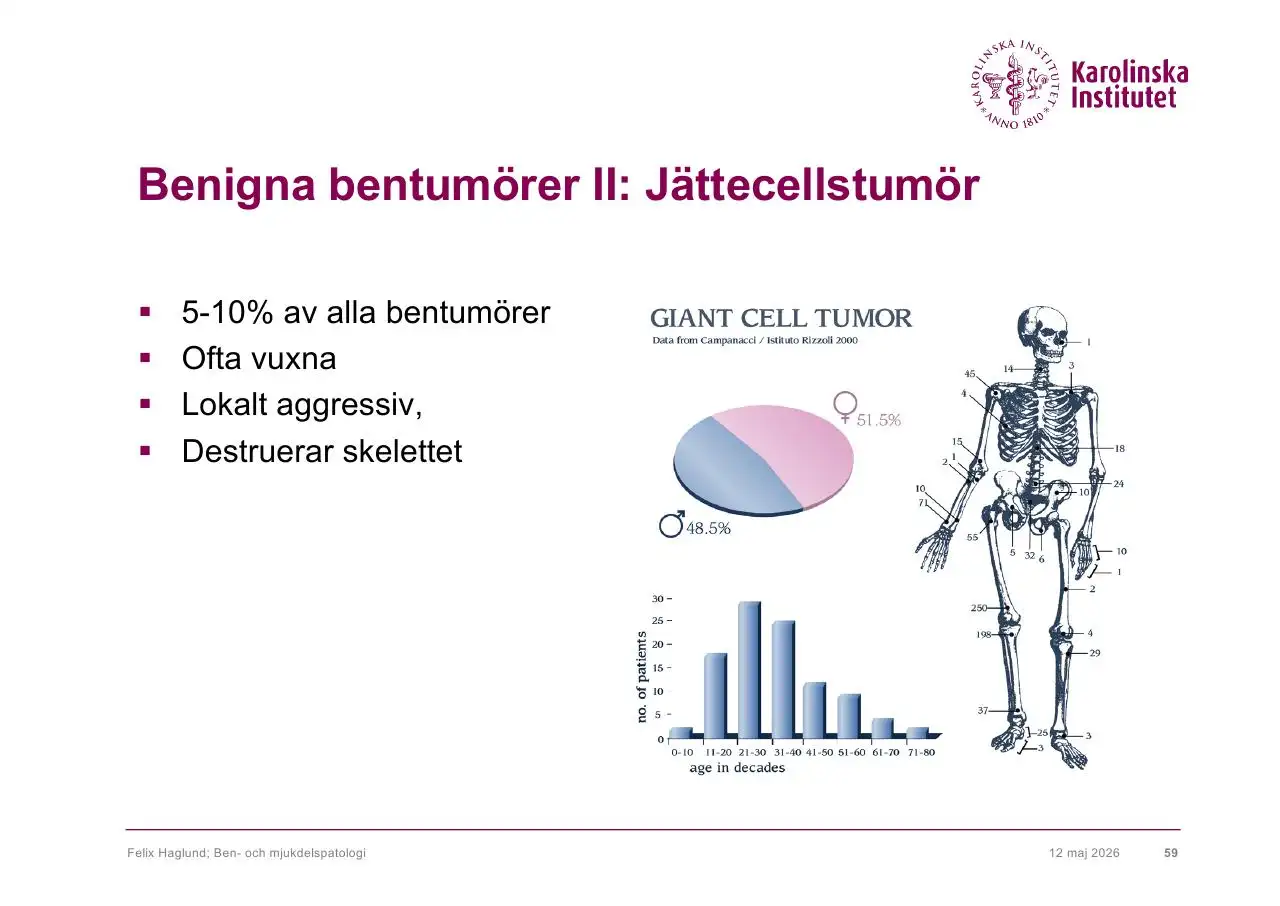 KAROLINSKA INSTITUTET
* ANNO 1810 *
Karolinska
Institutet
Benigna bentumörer II: Jättecellstumör
5-10% av alla bentumörer
Ofta vuxna
Lokalt aggressiv,
Destruerar skelettet
GIANT CELL TUMOR
Data from Campanacci / Istituto Rizzoli 2000
51.5%
48.5%
1
14
3
45
4
15
1
2
18
24
10
10
71
55
5
32
6
10
1
2
250
198
4
29
37
25
3
3
no. of patients
30
25
20
15
10
5
0
0-10 11-20 21-30 31-40 41-50 51-60 61-70 71-80
age in decades
Felix Haglund; Ben- och mjukdelspatologi
12 maj 2026
59